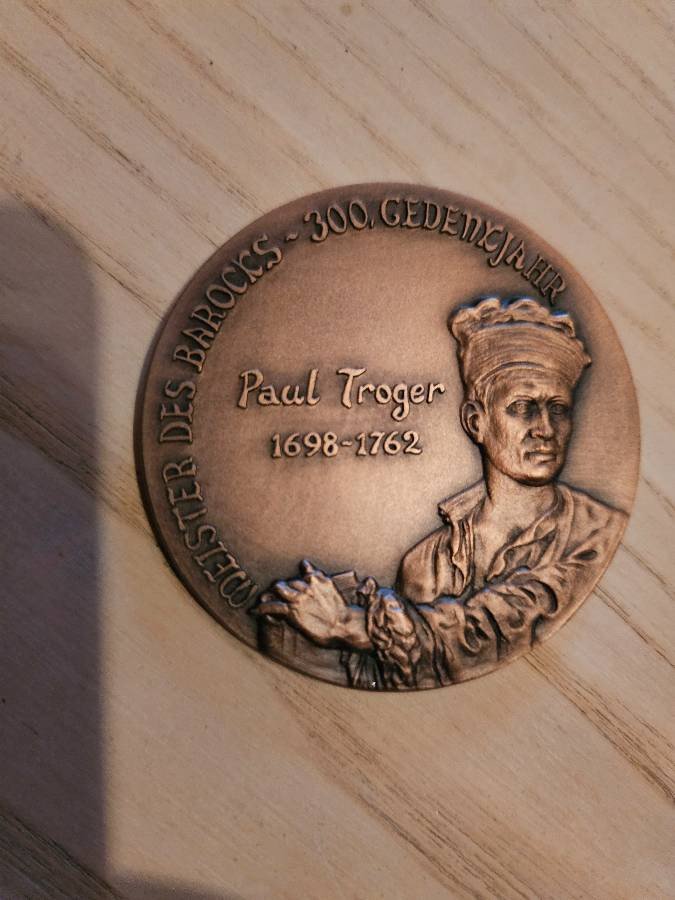 MEISTER DES BAROCKS ~ 300. GEDENKJAHR
Paul Troger
1698-1762